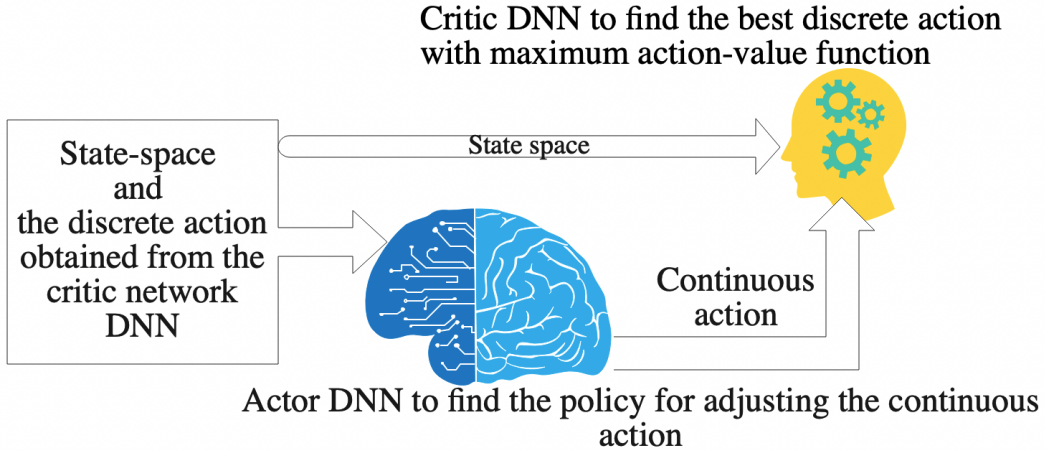 Critic DNN to find the best discrete action
with maximum action-value function
State-space
and
the discrete action
obtained from the
critic network
DNN
State space
Continuous
action
Actor DNN to find the policy for adjusting the continuous
action